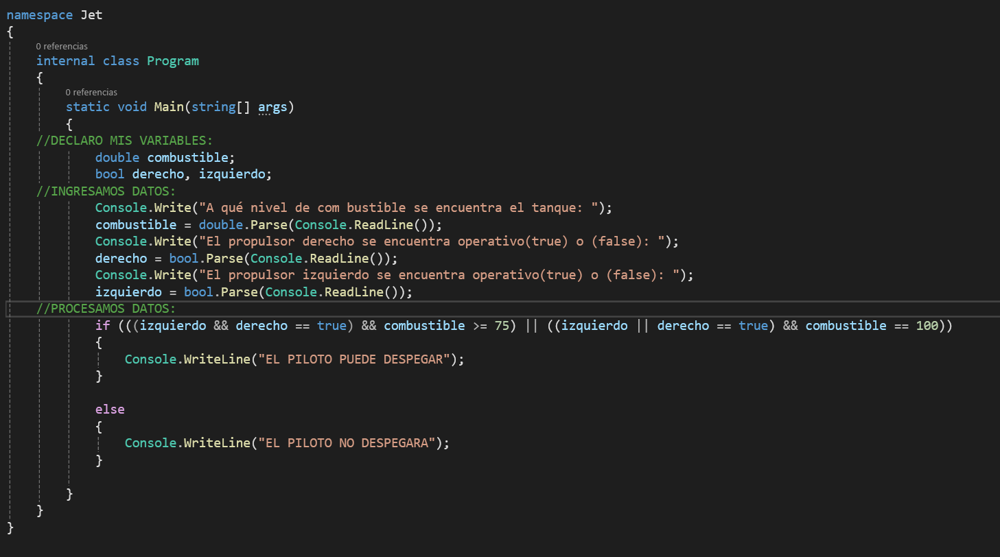 namespace Jet
{
0 referencias
internal class Program
{
0 referencias
static void Main(string[] args)
{
//DECLARO MIS VARIABLES:
double combustible;
bool derecho, izquierdo;
//INGRESAMOS DATOS:
Console.Write("A qué nivel de com bustible se encuentra el tanque: ");
combustible = double.Parse(Console.ReadLine());
Console.Write("El propulsor derecho se encuentra operativo(true) o (false): ");
derecho = bool.Parse(Console.ReadLine());
Console.Write("El propulsor izquierdo se encuentra operativo(true) o (false): ");
izquierdo = bool.Parse(Console.ReadLine());
//PROCESAMOS DATOS:
if (((izquierdo && derecho == true) && combustible >= 75) || ((izquierdo || derecho == true) && combustible == 100))
{
Console.WriteLine("EL PILOTO PUEDE DESPEGAR");
}
else
{
Console.WriteLine("EL PILOTO NO DESPEGARA");
}
}
}
}